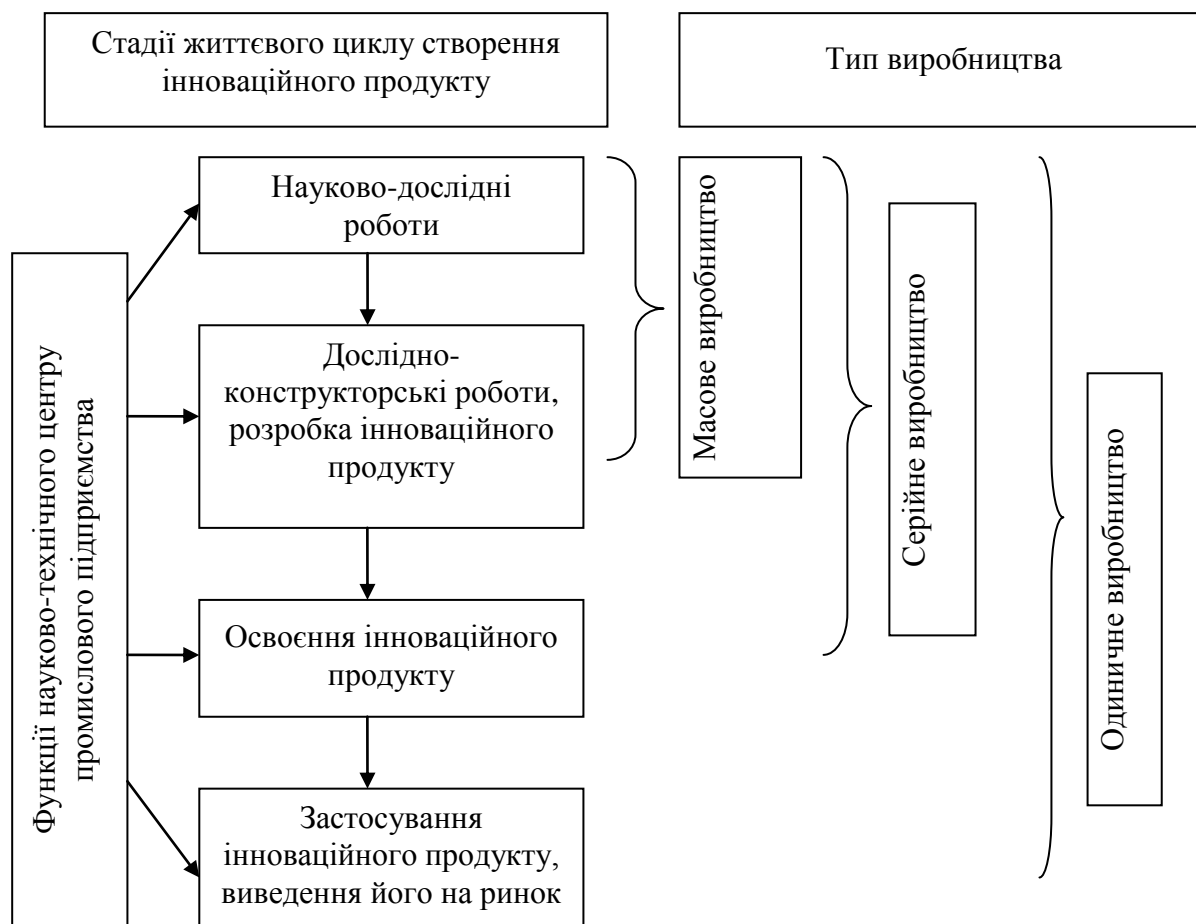 Стадії життєвого циклу створення
інноваційного продукту
Тип виробництва
Науково-дослідні
роботи
Дослідно-
конструкторські роботи,
розробка інноваційного
продукту
Освоєння інноваційного
продукту
Застосування
інноваційного продукту,
виведення його на ринок
Функції науково-технічного центру
промислового підприємства
Масове виробництво
Серійне виробництво
Одиничне виробництво